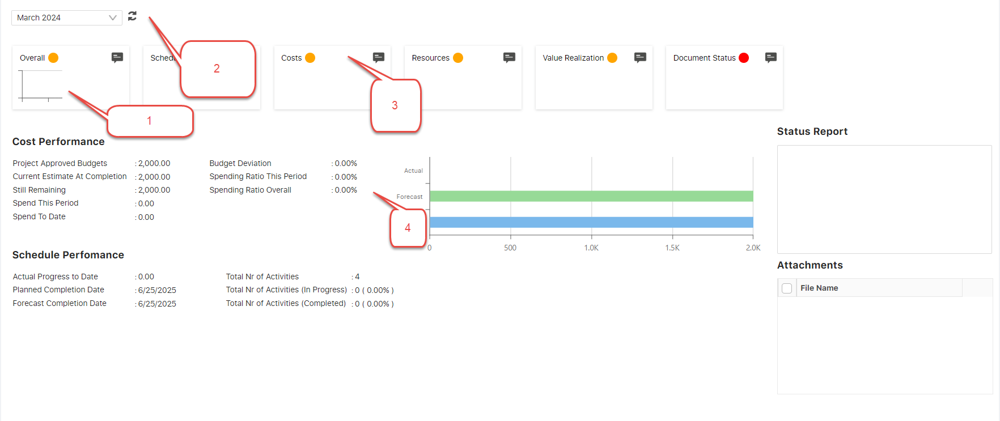 March 2024
Overall
Schedu
Costs
Resources
Value Realization
Document Status
2
3
1
Status Report
Cost Performance
Project Approved Budgets : 2,000.00 Budget Deviation : 0.00%
Current Estimate At Completion : 2,000.00 Spending Ratio This Period : 0.00%
Still Remaining : 2,000.00 Spending Ratio Overall : 0.00%
Spend This Period : 0.00
Spend To Date : 0.00
Actual
Forecast
4
0 500 1.0K 1.5K 2.0K
Schedule Perfomance
Actual Progress to Date : 0.00 Total Nr of Activities : 4
Planned Completion Date : 6/25/2025 Total Nr of Activities (In Progress) : 0 ( 0.00% )
Forecast Completion Date : 6/25/2025 Total Nr of Activities (Completed) : 0 ( 0.00% )
Attachments
File Name